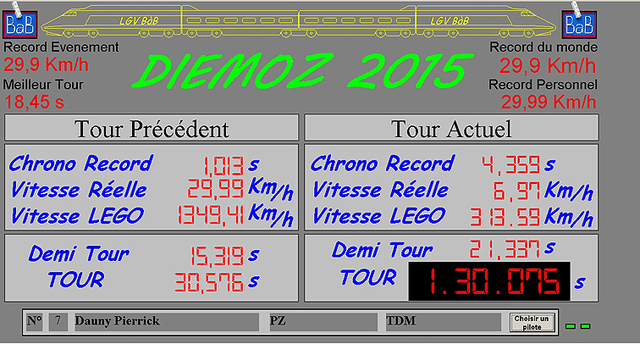 BaB LGV BàB LGV BàB BaB
Record Evenement
29,9 Km/h
Meilleur Tour
18,45 s
DIEMOZ 2015
Record du monde
29,9 Km/h
Record Personnel
29,99 Km/h
Tour Précédent
Chrono Record 1,013 s
Vitesse Réelle 29,99 Km/h
Vitesse LEGO 1349,41 Km/h
Demi Tour 15,319 s
TOUR 30,576 s
Tour Actuel
Chrono Record 4,359 s
Vitesse Réelle 6,97 Km/h
Vitesse LEGO 313.59 Km/h
Demi Tour 21,337 s
TOUR 1.30.075 s
N° 7 Dauny Pierrick PZ TDM Choisir un
pilote